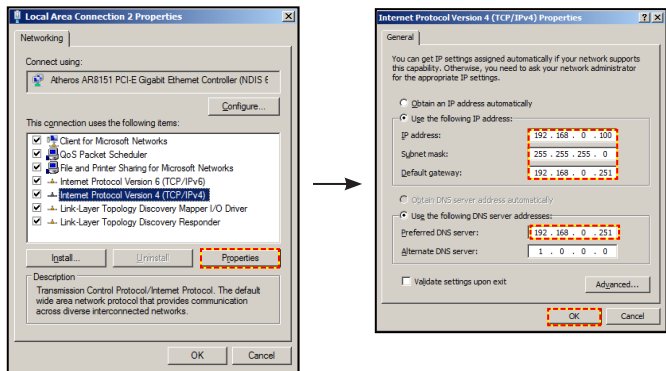 Local Area Connection 2 Properties
Networking
Connect using:
Atheros AR8151 PCI-E Gigabit Ethernet Controller (NDIS 6
Configure...
This connection uses the following items:
Client for Microsoft Networks
QoS Packet Scheduler
File and Printer Sharing for Microsoft Networks
Internet Protocol Version 6 (TCP/IPv6)
Internet Protocol Version 4 (TCP/IPv4)
Link-Layer Topology Discovery Mapper I/O Driver
Link-Layer Topology Discovery Responder
Install...
Uninstall
Properties
Description
Transmission Control Protocol/Internet Protocol. The default
wide area network protocol that provides communication
across diverse interconnected networks.
OK
Cancel
Internet Protocol Version 4 (TCP/IPv4) Properties
General
You can get IP settings assigned automatically if your network supports
this capability. Otherwise, you need to ask your network administrator
for the appropriate IP settings.
Obtain an IP address automatically
Use the following IP address:
IP address: 192 . 168 . 0 . 100
Subnet mask: 255 . 255 . 255 . 0
Default gateway: 192 . 168 . 0 . 251
Obtain DNS server address automatically
Use the following DNS server addresses:
Preferred DNS server: 192 . 168 . 0 . 251
Alternate DNS server: 1 . 0 . 0 . 0
Validate settings upon exit
Advanced...
OK
Cancel